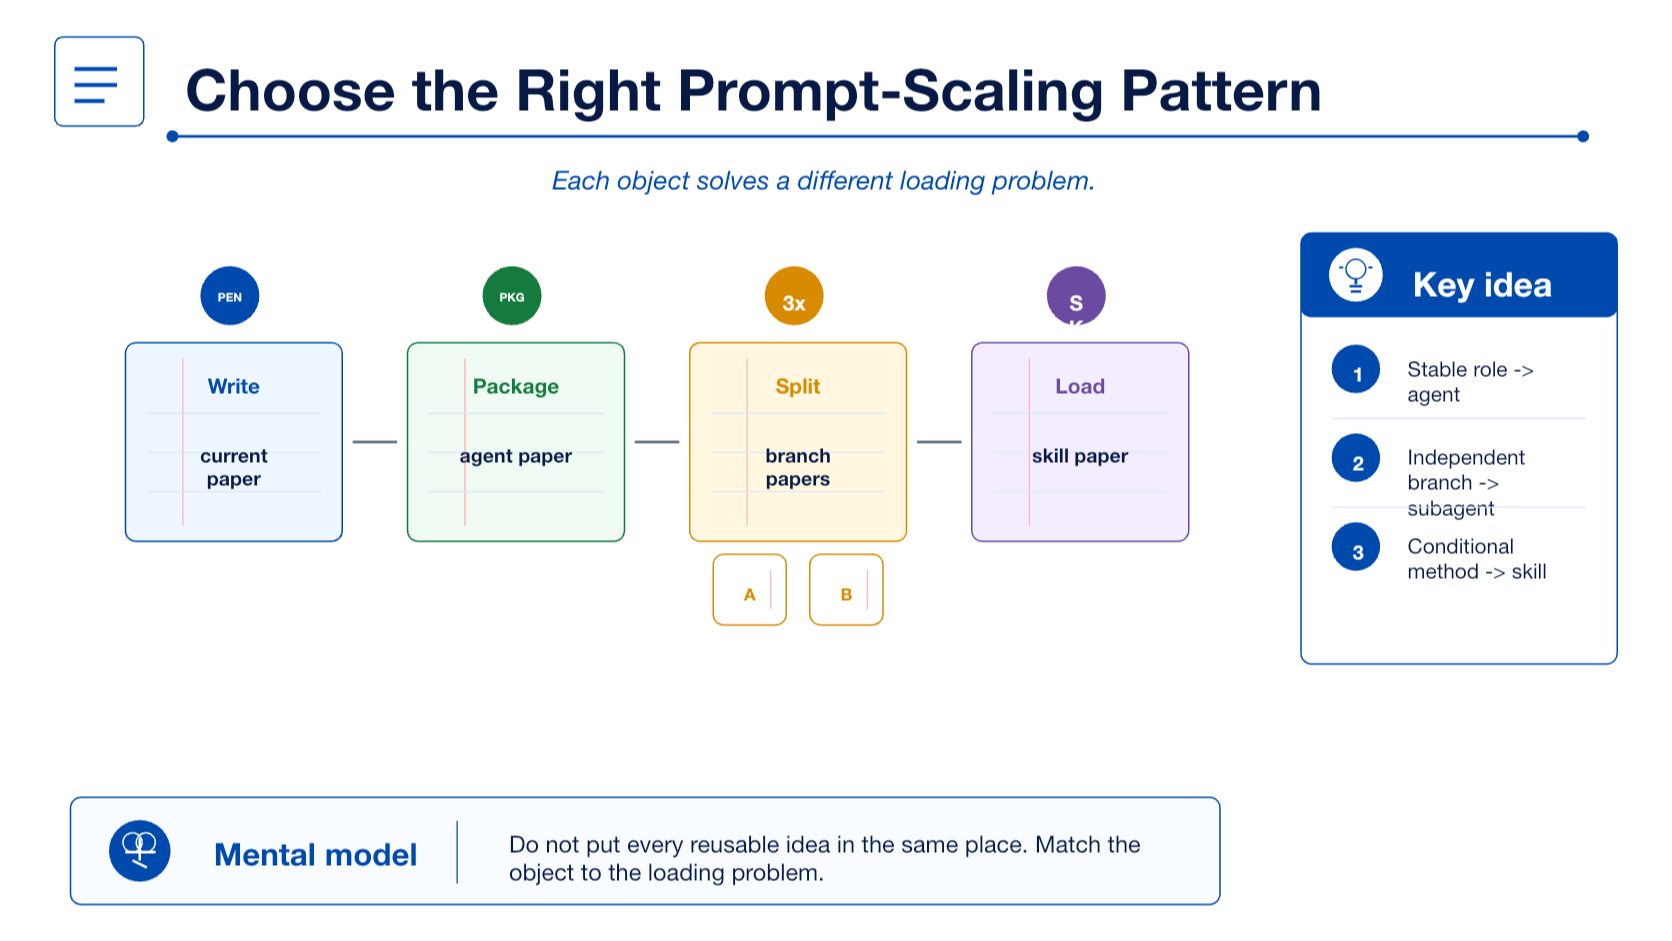 Choose the Right Prompt-Scaling Pattern
Each object solves a different loading problem.
PEN
Write
current
paper
PKG
Package
agent paper
3x
Split
branch
papers
A
B
S
Load
skill paper
Key idea
1
Stable role ->
agent
2
Independent
branch ->
subagent
3
Conditional
method -> skill
Mental model
Do not put every reusable idea in the same place. Match the
object to the loading problem.